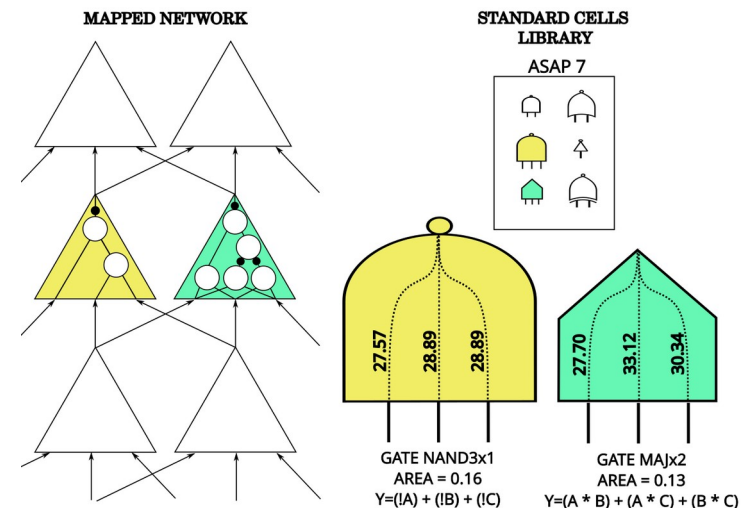 MAPPED NETWORK
STANDARD CELLS
LIBRARY
ASAP 7
27.57
28.89
28.89
27.70
33.12
30.34
GATE NAND3x1
AREA = 0.16
Y=(!A) + (!B) + (!C)
GATE MAJx2
AREA = 0.13
Y=(A * B) + (A * C) + (B * C)